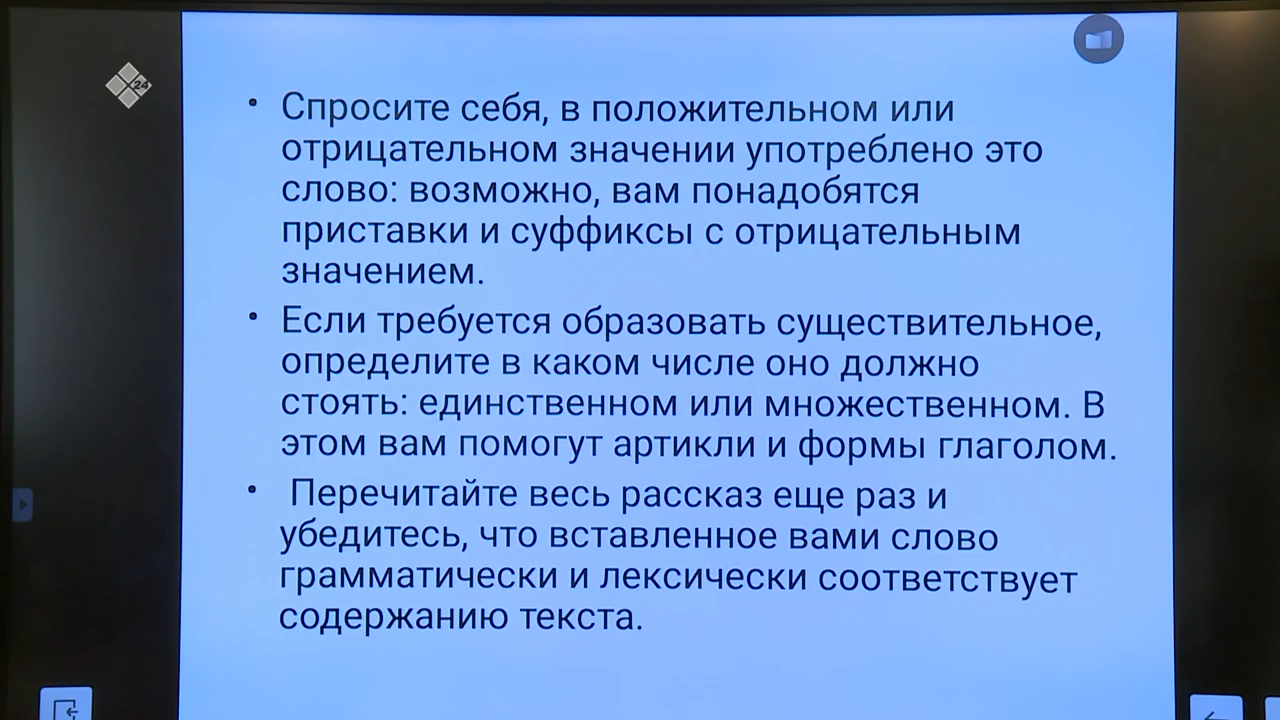 24
• Спросите себя, в положительном или
отрицательном значении употреблено это
слово: возможно, вам понадобятся
приставки и суффиксы с отрицательным
значением.
• Если требуется образовать существительное,
определите в каком числе оно должно
стоять: единственном или множественном. В
этом вам помогут артикли и формы глаголом.
• Перечитайте весь рассказ еще раз и
убедитесь, что вставленное вами слово
грамматически и лексически соответствует
содержанию текста.